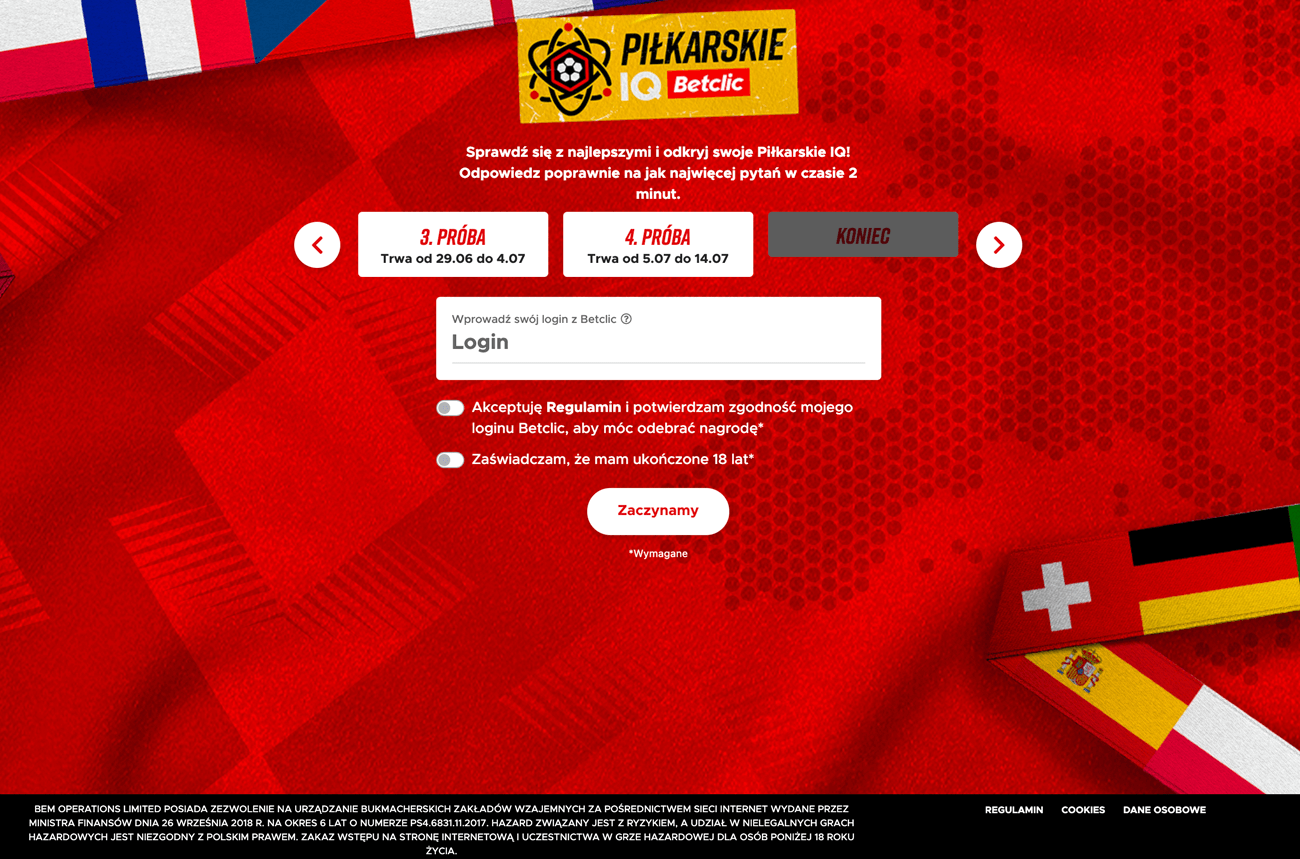 PIŁKARSKIE
IQ Betclic
Sprawdź się z najlepszymi i odkryj swoje Piłkarskie IQ!
Odpowiedz poprawnie na jak najwięcej pytań w czasie 2
minut.
3. PRÓBA
Trwa od 29.06 do 4.07
4. PRÓBA
Trwa od 5.07 do 14.07
KONIEC
Wprowadź swój login z Betclic ?
Login
Akceptuję Regulamin i potwierdzam zgodność mojego
loginu Betclic, aby móc odebrać nagrodę*
Zaświadczam, że mam ukończone 18 lat*
Zaczynamy
*Wymagane
BEM OPERATIONS LIMITED POSIADA ZEZWOLENIE NA URZĄDZANIE BUKMACHERSKICH ZAKŁADÓW WZAJEMNYCH ZA POŚREDNICTWEM SIECI INTERNET WYDANE PRZEZ
MINISTRA FINANSÓW DNIA 26 WRZEŚNIA 2018 R. NA OKRES 6 LAT O NUMERZE PS4.6831.11.2017. HAZARD ZWIĄZANY JEST Z RYZYKIEM, A UDZIAŁ W NIELEGALNYCH GRACH
HAZARDOWYCH JEST NIEZGODNY Z POLSKIM PRAWEM. ZAKAZ WSTĘPU NA STRONĘ INTERNETOWĄ I UCZESTNICTWA W GRZE HAZARDOWEJ DLA OSÓB PONIŻEJ 18 ROKU
ŻYCIA.
REGULAMIN COOKIES DANE OSOBOWE